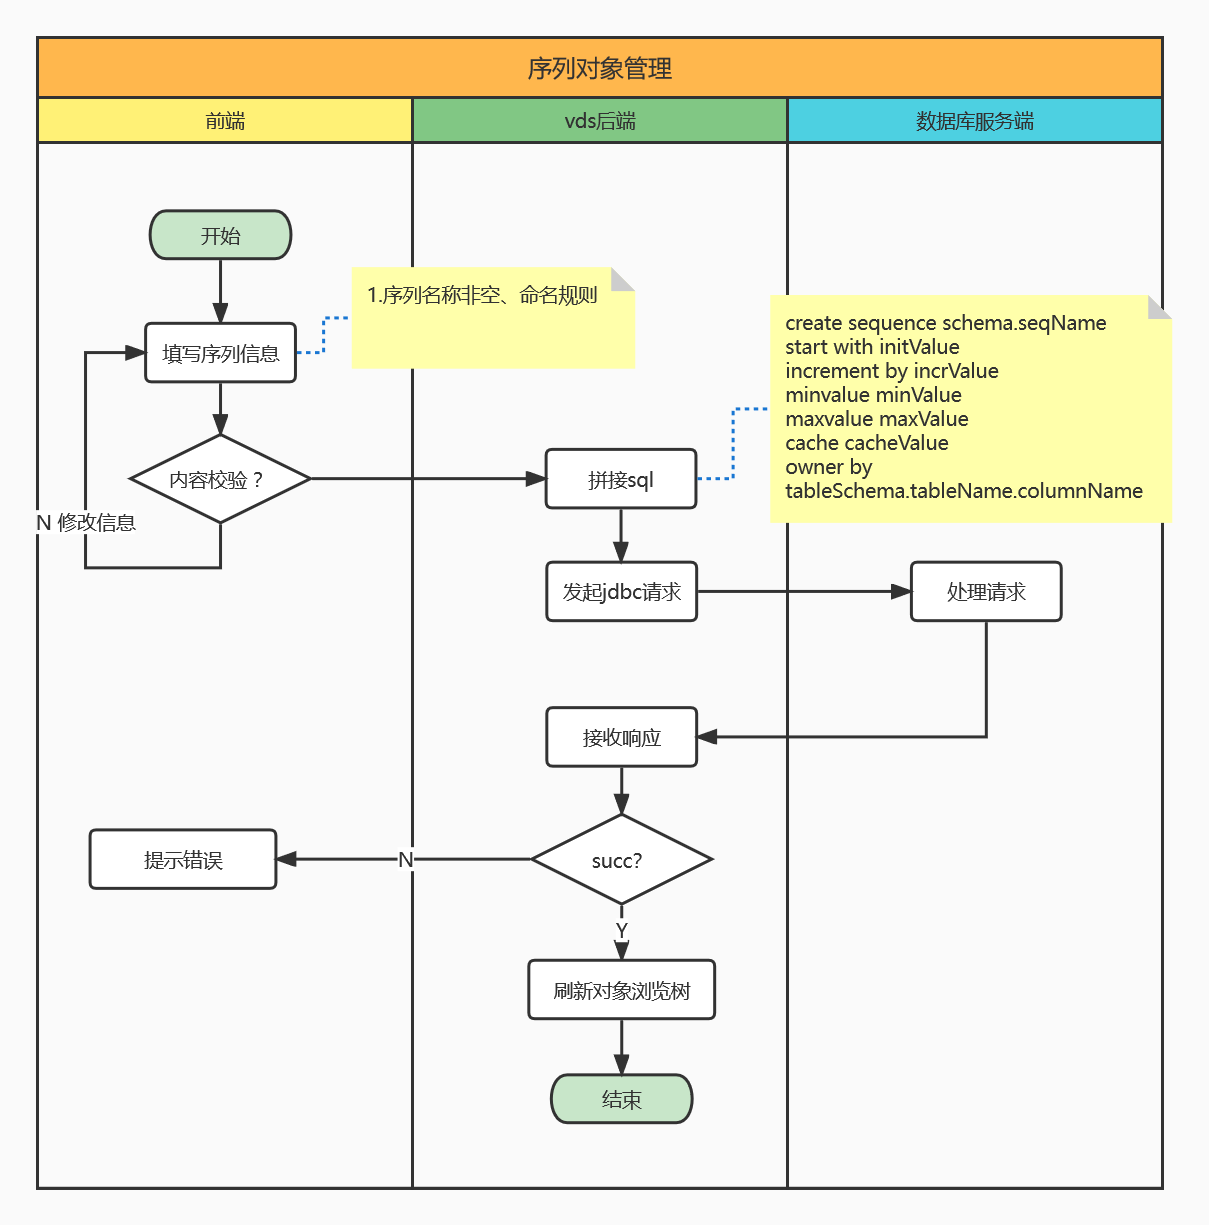 序列对象管理
前端
vds后端
数据库服务端
开始
1.序列名称非空、命名规则
填写序列信息
create sequence schema.seqName
start with initValue
increment by incrValue
minvalue minValue
maxvalue maxValue
cache cacheValue
owner by
tableSchema.tableName.columnName
内容校验？
拼接sql
N 修改信息
发起jdbc请求
处理请求
接收响应
succ?
N
提示错误
Y
刷新对象浏览树
结束